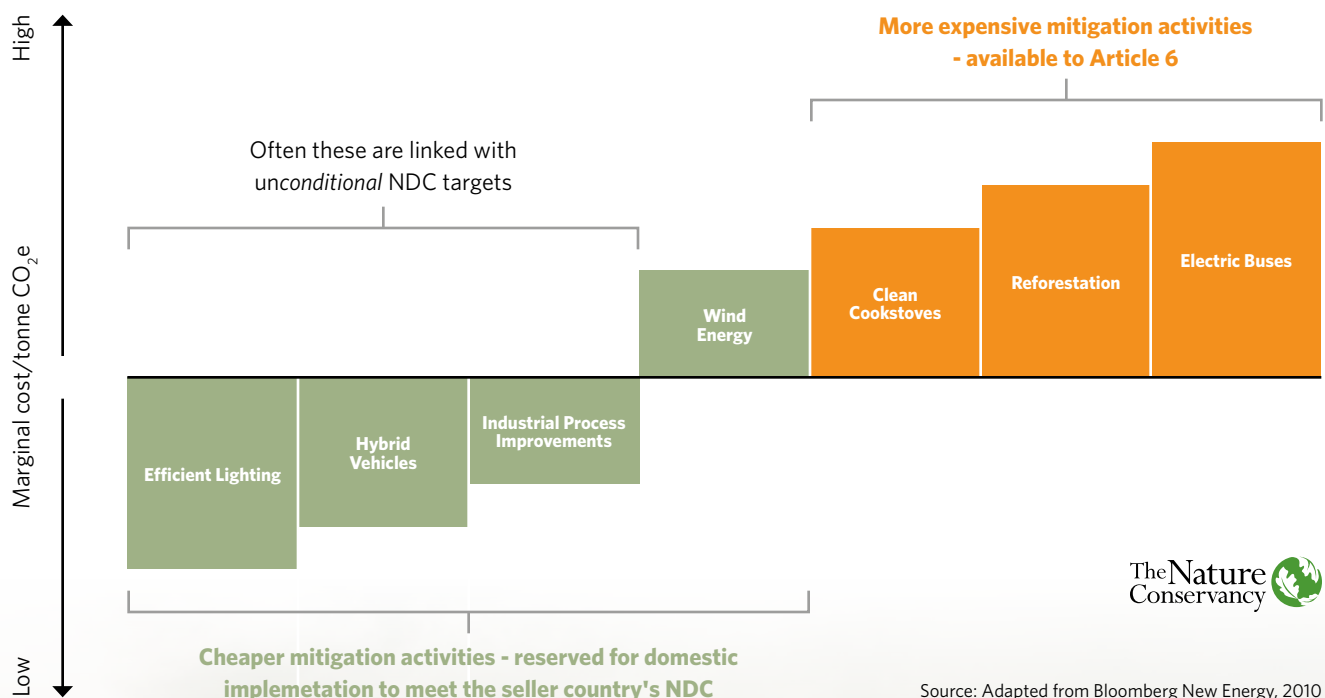 High
More expensive mitigation activities
- available to Article 6
Often these are linked with
unconditional NDC targets
Marginal cost/tonne CO₂e
Electric Buses
Reforestation
Clean
Cookstoves
Wind
Energy
Industrial Process
Improvements
Hybrid
Vehicles
Efficient Lighting
The Nature
Conservancy
Low
Cheaper mitigation activities - reserved for domestic
implemetation to meet the seller country's NDC
Source: Adapted from Bloomberg New Energy, 2010